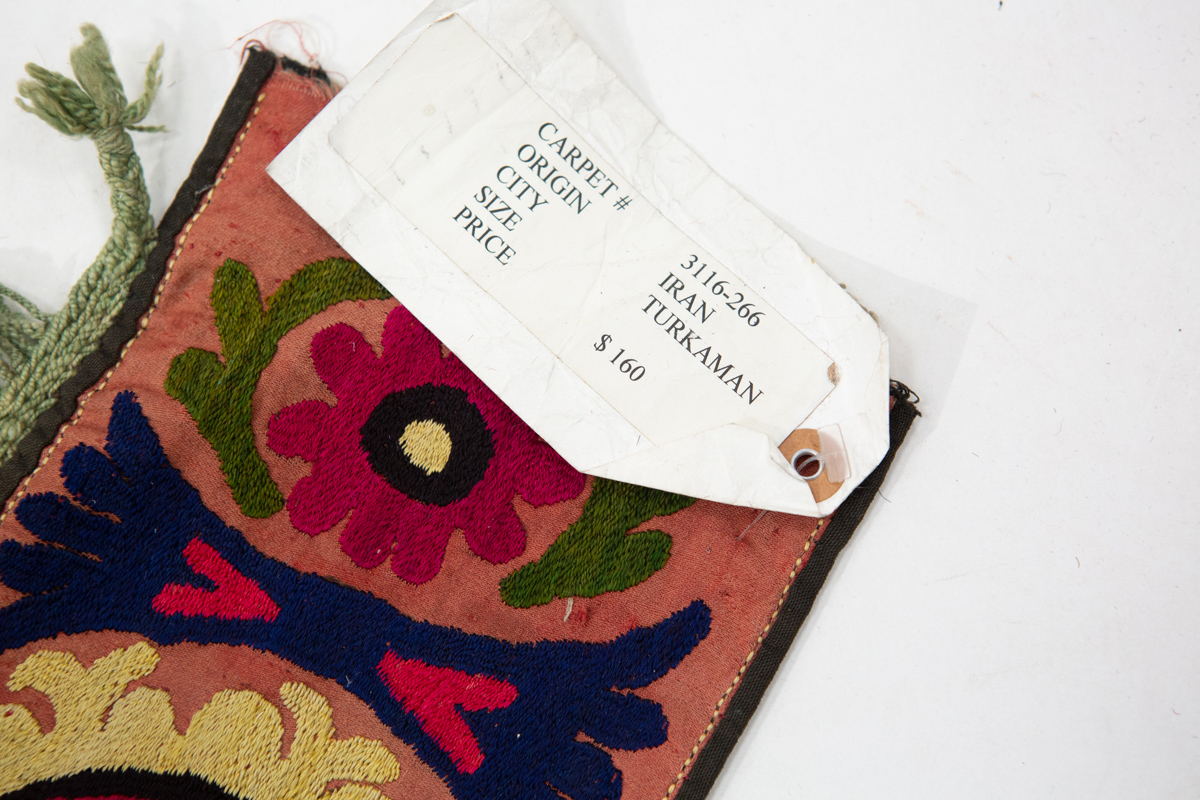 CARPET # 3116-266
ORIGIN IRAN
CITY TURKAMAN
SIZE
PRICE $ 160